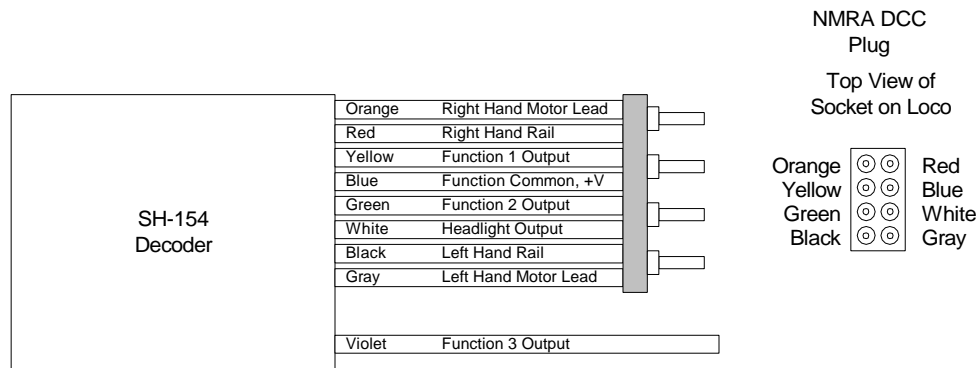 NMRA DCC
Plug
Top View of
Socket on Loco
Orange Right Hand Motor Lead
Red Right Hand Rail
Yellow Function 1 Output
Blue Function Common, +V
Green Function 2 Output
White Headlight Output
Black Left Hand Rail
Gray Left Hand Motor Lead
Violet Function 3 Output
SH-154
Decoder
Orange Red
Yellow Blue
Green White
Black Gray